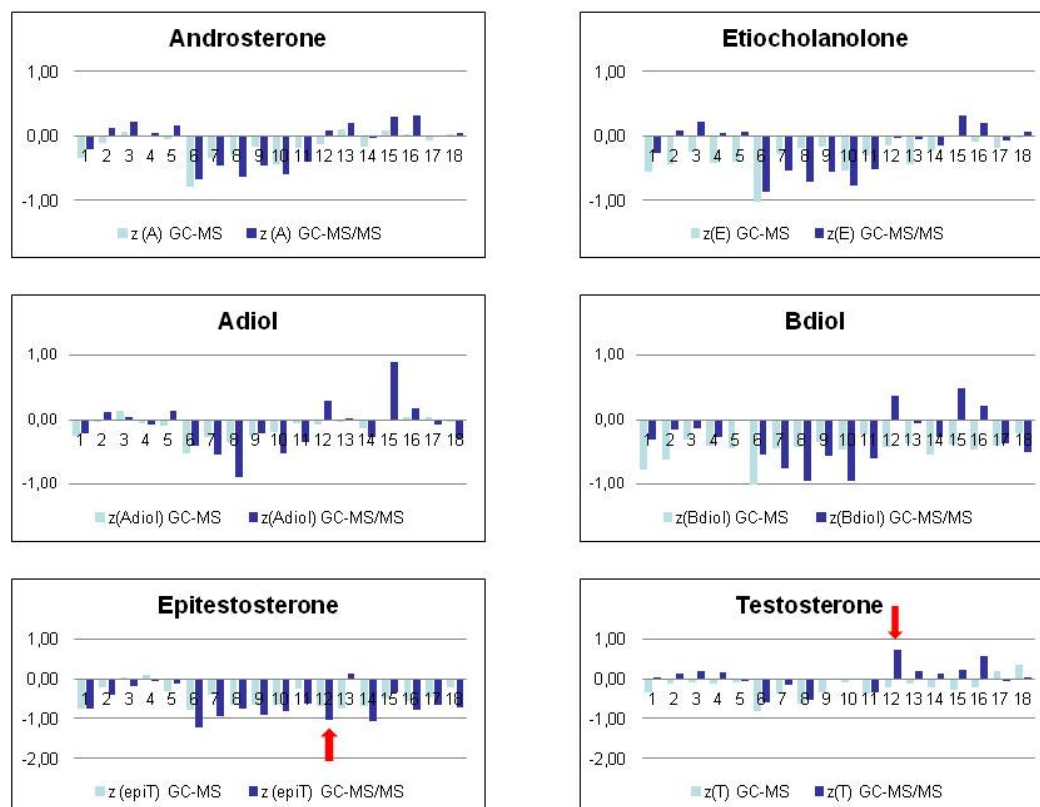 Androsterone
1,00
0,00
-1,00
1 2 3 4 5 6 7 8 9 10 11 12 13 14 15 16 17 18
z (A) GC-MS z (A) GC-MS/MS
Etiocholanolone
1,00
0,00
-1,00
1 2 3 4 5 6 7 8 9 10 11 12 13 14 15 16 17 18
z(E) GC-MS z(E) GC-MS/MS
Adiol
1,00
0,00
-1,00
1 2 3 4 5 6 7 8 9 10 11 12 13 14 15 16 17 18
z(Adiol) GC-MS z(Adiol) GC-MS/MS
Bdiol
1,00
0,00
-1,00
1 2 3 4 5 6 7 8 9 10 11 12 13 14 15 16 17 18
z(Bdiol) GC-MS z(Bdiol) GC-MS/MS
Epitestosterone
1,00
0,00
-1,00
-2,00
1 2 3 4 5 6 7 8 9 10 11 12 13 14 15 16 17 18
z (epiT) GC-MS z (epiT) GC-MS/MS
Testosterone
1,00
0,00
-1,00
-2,00
1 2 3 4 5 6 7 8 9 10 11 12 13 14 15 16 17 18
z(T) GC-MS z(T) GC-MS/MS